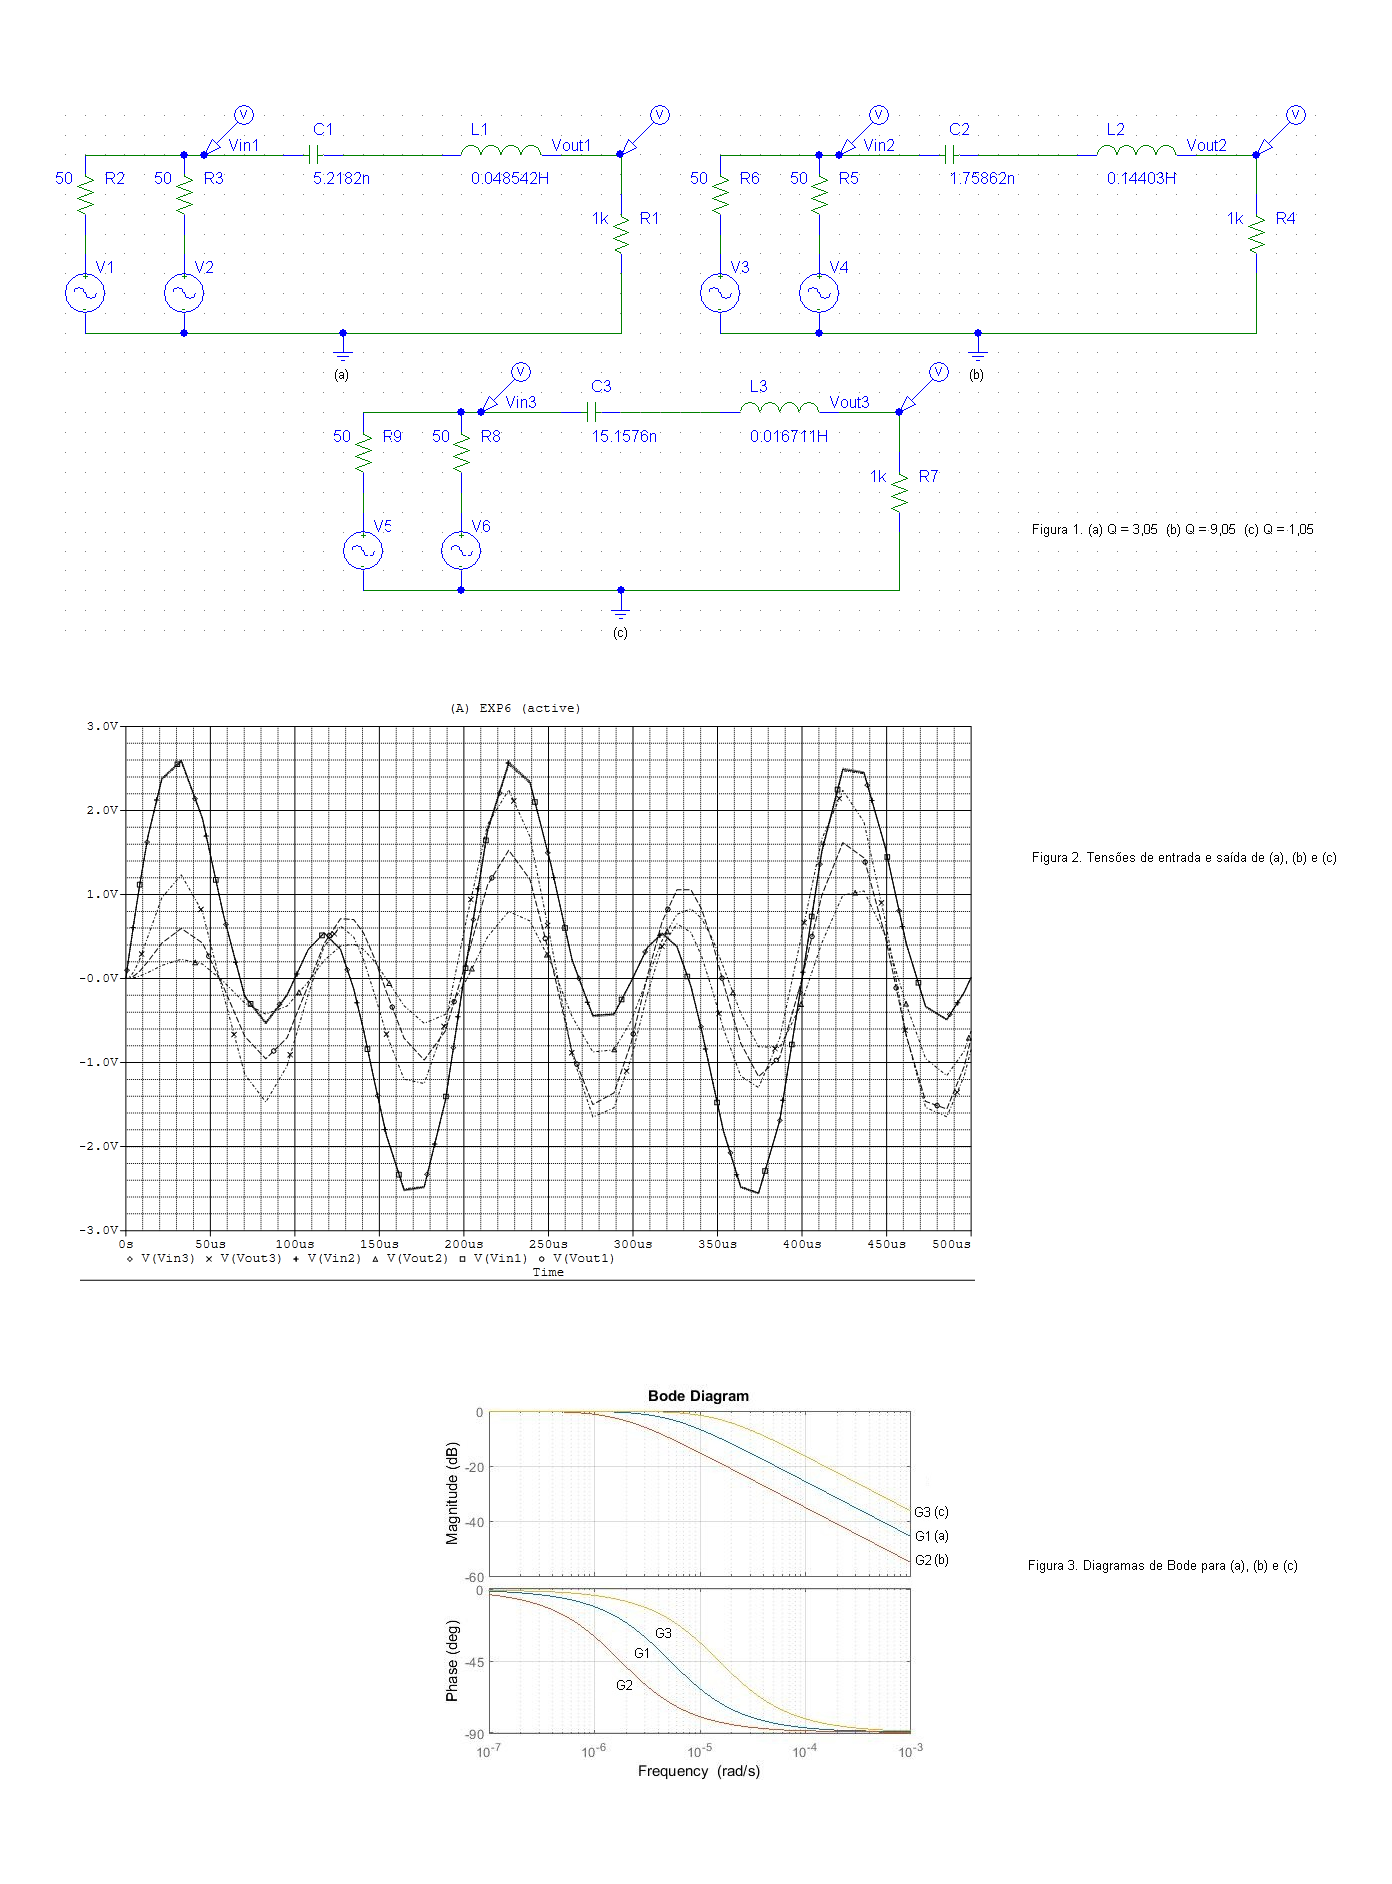 V
V
V
V
C1
L1
C2
L2
Vin1
Vout1
Vin2
Vout2
50 R2 50 R3 5.2182n 0.048542H
50 R6 50 R5 1.75862n 0.14403H
1k R1
1k R4
V1 V2
V3 V4
(a)
(b)
V
V
C3
L3
Vin3
Vout3
50 R9 50 R8 15.1576n 0.016711H
1k R7
V5 V6
Figura 1. (a) Q = 3,05 (b) Q = 9,05 (c) Q = 1,05
(c)
(A) EXP6 (active)
3.0V
2.0V
1.0V
-0.0V
-1.0V
-2.0V
-3.0V
0s 50us 100us 150us 200us 250us 300us 350us 400us 450us 500us
V(Vin3) V(Vout3) V(Vin2) V(Vout2) V(Vin1) V(Vout1)
Time
Figura 2. Tensões de entrada e saída de (a), (b) e (c)
Bode Diagram
Magnitude (dB)
0
-20
-40
-60
G3 (c)
G1 (a)
G2 (b)
Phase (deg)
0
-45
-90
G3
G1
G2
10-7 10-6 10-5 10-4 10-3
Frequency (rad/s)
Figura 3. Diagramas de Bode para (a), (b) e (c)